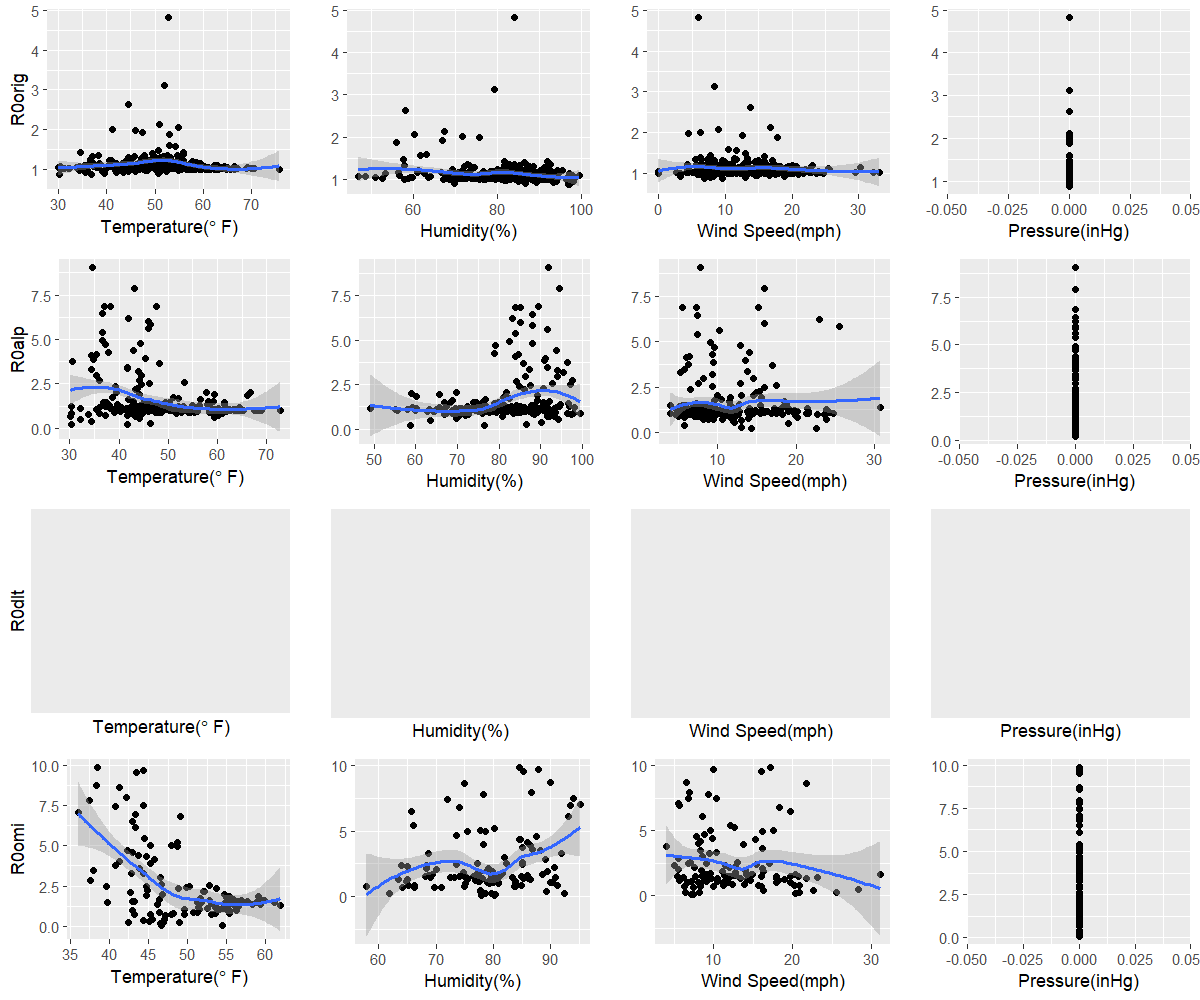 R0orig
5
4
3
2
1
30 40 50 60 70
Temperature(° F)
5
4
3
2
1
60 80 100
Humidity(%)
5
4
3
2
1
0 10 20 30
Wind Speed(mph)
5
4
3
2
1
-0.050 -0.025 0.000 0.025 0.05
Pressure(inHg)
R0alp
7.5
5.0
2.5
0.0
30 40 50 60 70
Temperature(° F)
7.5
5.0
2.5
0.0
50 60 70 80 90 100
Humidity(%)
7.5
5.0
2.5
0.0
10 20 30
Wind Speed(mph)
7.5
5.0
2.5
0.0
-0.050 -0.025 0.000 0.025 0.05
Pressure(inHg)
R0dlt
Temperature(° F)
Humidity(%)
Wind Speed(mph)
Pressure(inHg)
R0omi
10.0
7.5
5.0
2.5
0.0
35 40 45 50 55 60
Temperature(° F)
10
5
0
60 70 80 90
Humidity(%)
10
5
0
10 20 30
Wind Speed(mph)
10.0
7.5
5.0
2.5
0.0
-0.050 -0.025 0.000 0.025 0.05
Pressure(inHg)